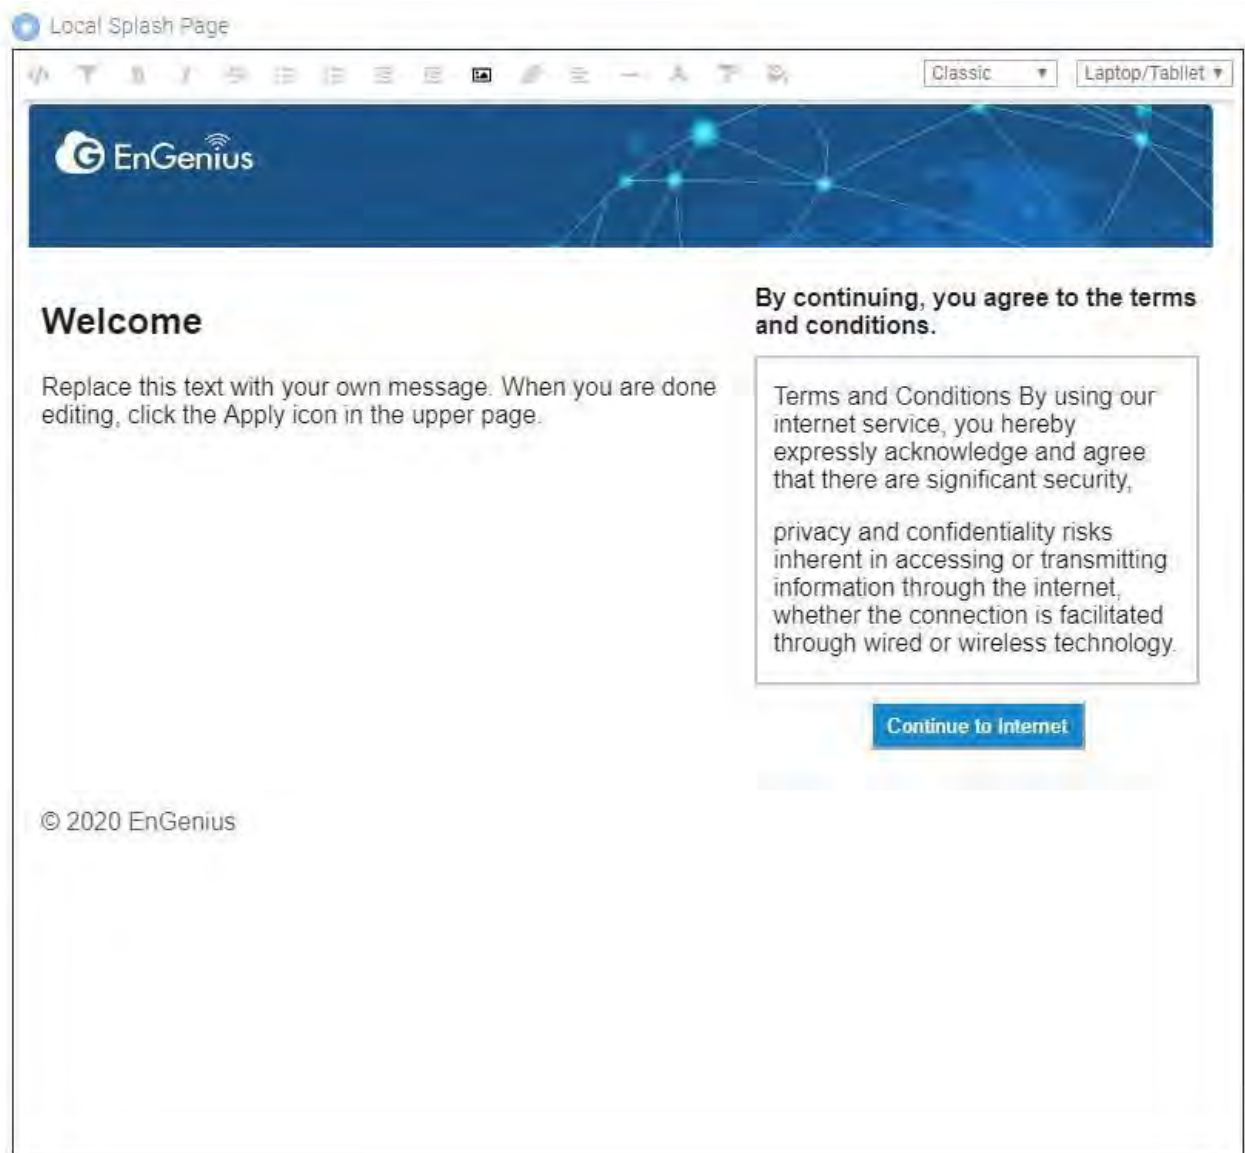 Local Splash Page
Classic
Laptop/Tabllet
EnGenius
Welcome
Replace this text with your own message. When you are done
editing, click the Apply icon in the upper page.
By continuing, you agree to the terms
and conditions.
Terms and Conditions By using our
internet service, you hereby
expressly acknowledge and agree
that there are significant security,
privacy and confidentiality risks
inherent in accessing or transmitting
information through the internet,
whether the connection is facilitated
through wired or wireless technology.
Continue to Internet
© 2020 EnGenius